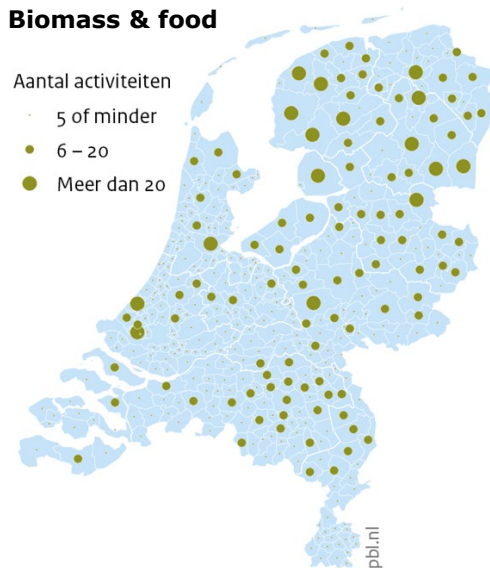 Biomass & food
Aantal activiteiten
5 of minder
6 – 20
Meer dan 20
pbl.nl